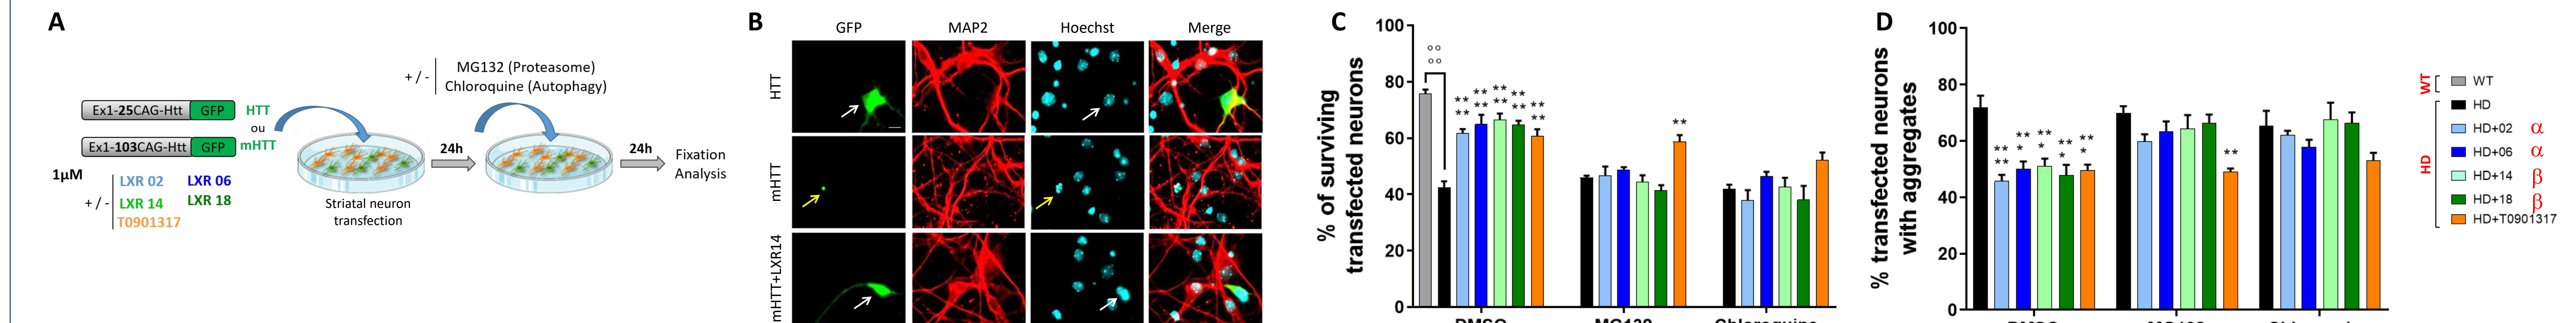 A
Ex1-25CAG-Htt GFP HTT
ou
Ex1-103CAG-Htt GFP mHTT
1µM
+ / -
LXR 02 LXR 06
LXR 14 LXR 18
T0901317
+ / -
MG132 (Proteasome)
Chloroquine (Autophagy)
24h
24h
Striatal neuron
transfection
Fixation
Analysis
B
GFP MAP2 Hoechst Merge
HTT
mHTT
mHTT+LXR14
C
% of surviving
transfected neurons
100
80
60
40
20
0
°°
°°
** ** ** ** **
** ** ** ** **
**
DMSO MG132 Chloroquine
D
% transfected neurons
with aggregates
100
80
60
40
20
0
** ** ** ** **
** * * * *
**
WT
WT
HD
HD
HD+02 α
HD+06 α
HD+14 β
HD+18 β
HD+T0901317